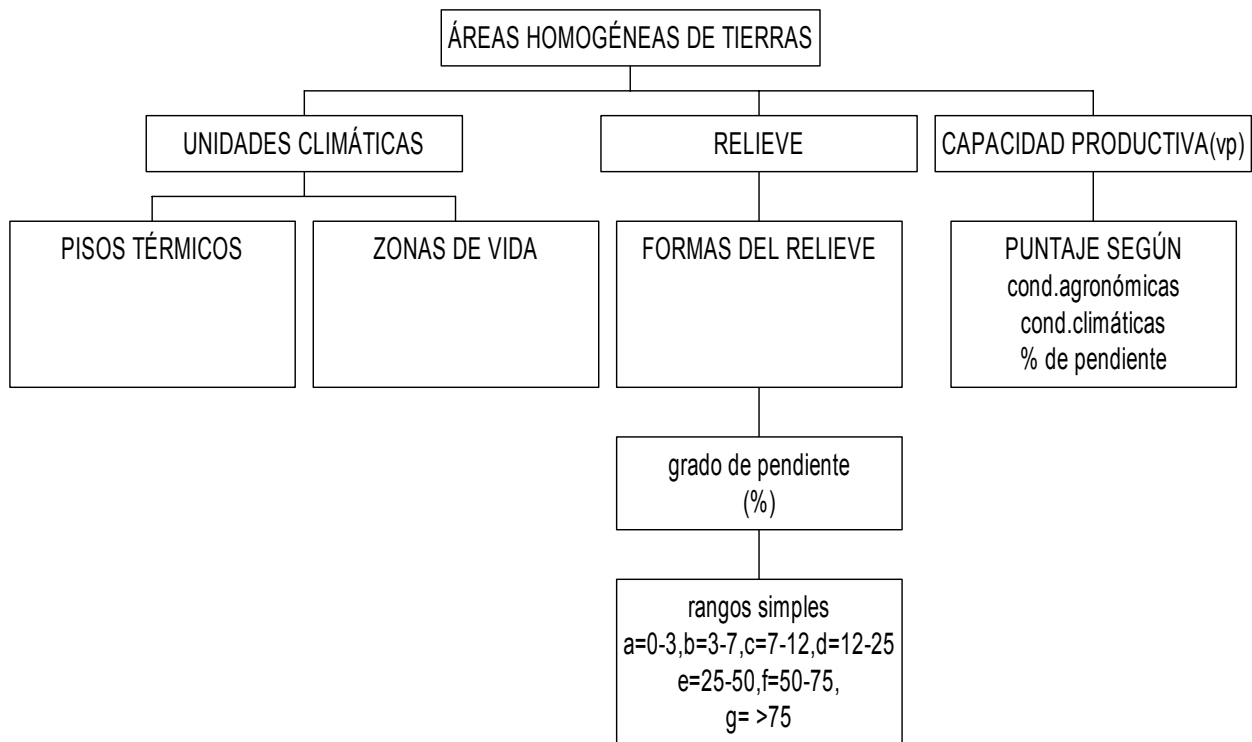 ÁREAS HOMOGÉNEAS DE TIERRAS
UNIDADES CLIMÁTICAS
RELIEVE
CAPACIDAD PRODUCTIVA(vp)
PISOS TÉRMICOS
ZONAS DE VIDA
FORMAS DEL RELIEVE
PUNTAJE SEGÚN
cond.agronómicas
cond.climáticas
% de pendiente
grado de pendiente
(%)
rangos simples
a=0-3,b=3-7,c=7-12,d=12-25
e=25-50,f=50-75,
g= >75